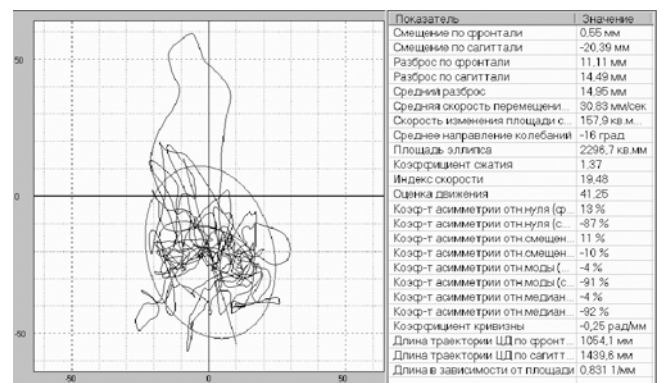 50
0
-50
-50
0
50
Показатель Значение
Смещение по фронтали 0,55 мм
Смещение по сагиттали -20,39 мм
Разброс по фронтали 11,11 мм
Разброс по сагиттали 14,49 мм
Средний разброс 14,95 мм
Средняя скорость перемещени... 30,83 мм/сек
Скорость изменения площади с... 157,9 кв.м...
Среднее направление колебаний -16 град
Площадь эллипса 2296,7 кв.мм
Коэффициент сжатия 1,37
Индекс скорости 19,48
Оценка движения 41,25
Коэф-т асимметрии отн.нуля (ф... 13 %
Коэф-т асимметрии отн.нуля (с... -87 %
Коэф-т асимметрии отн.смещен... 11 %
Коэф-т асимметрии отн.смещен... -10 %
Коэф-т асимметрии отн.моды (... -4 %
Коэф-т асимметрии отн.моды (с... -91 %
Коэф-т асимметрии отн.медиан... -4 %
Коэф-т асимметрии отн.медиан... -92 %
Коэффициент кривизны -0,25 рад/мм
Длина траектории ЦД по фронт... 1054,1 мм
Длина траектории ЦД по сагитт... 1439,6 мм
Длина в зависимости от площади 0,831 1/мм